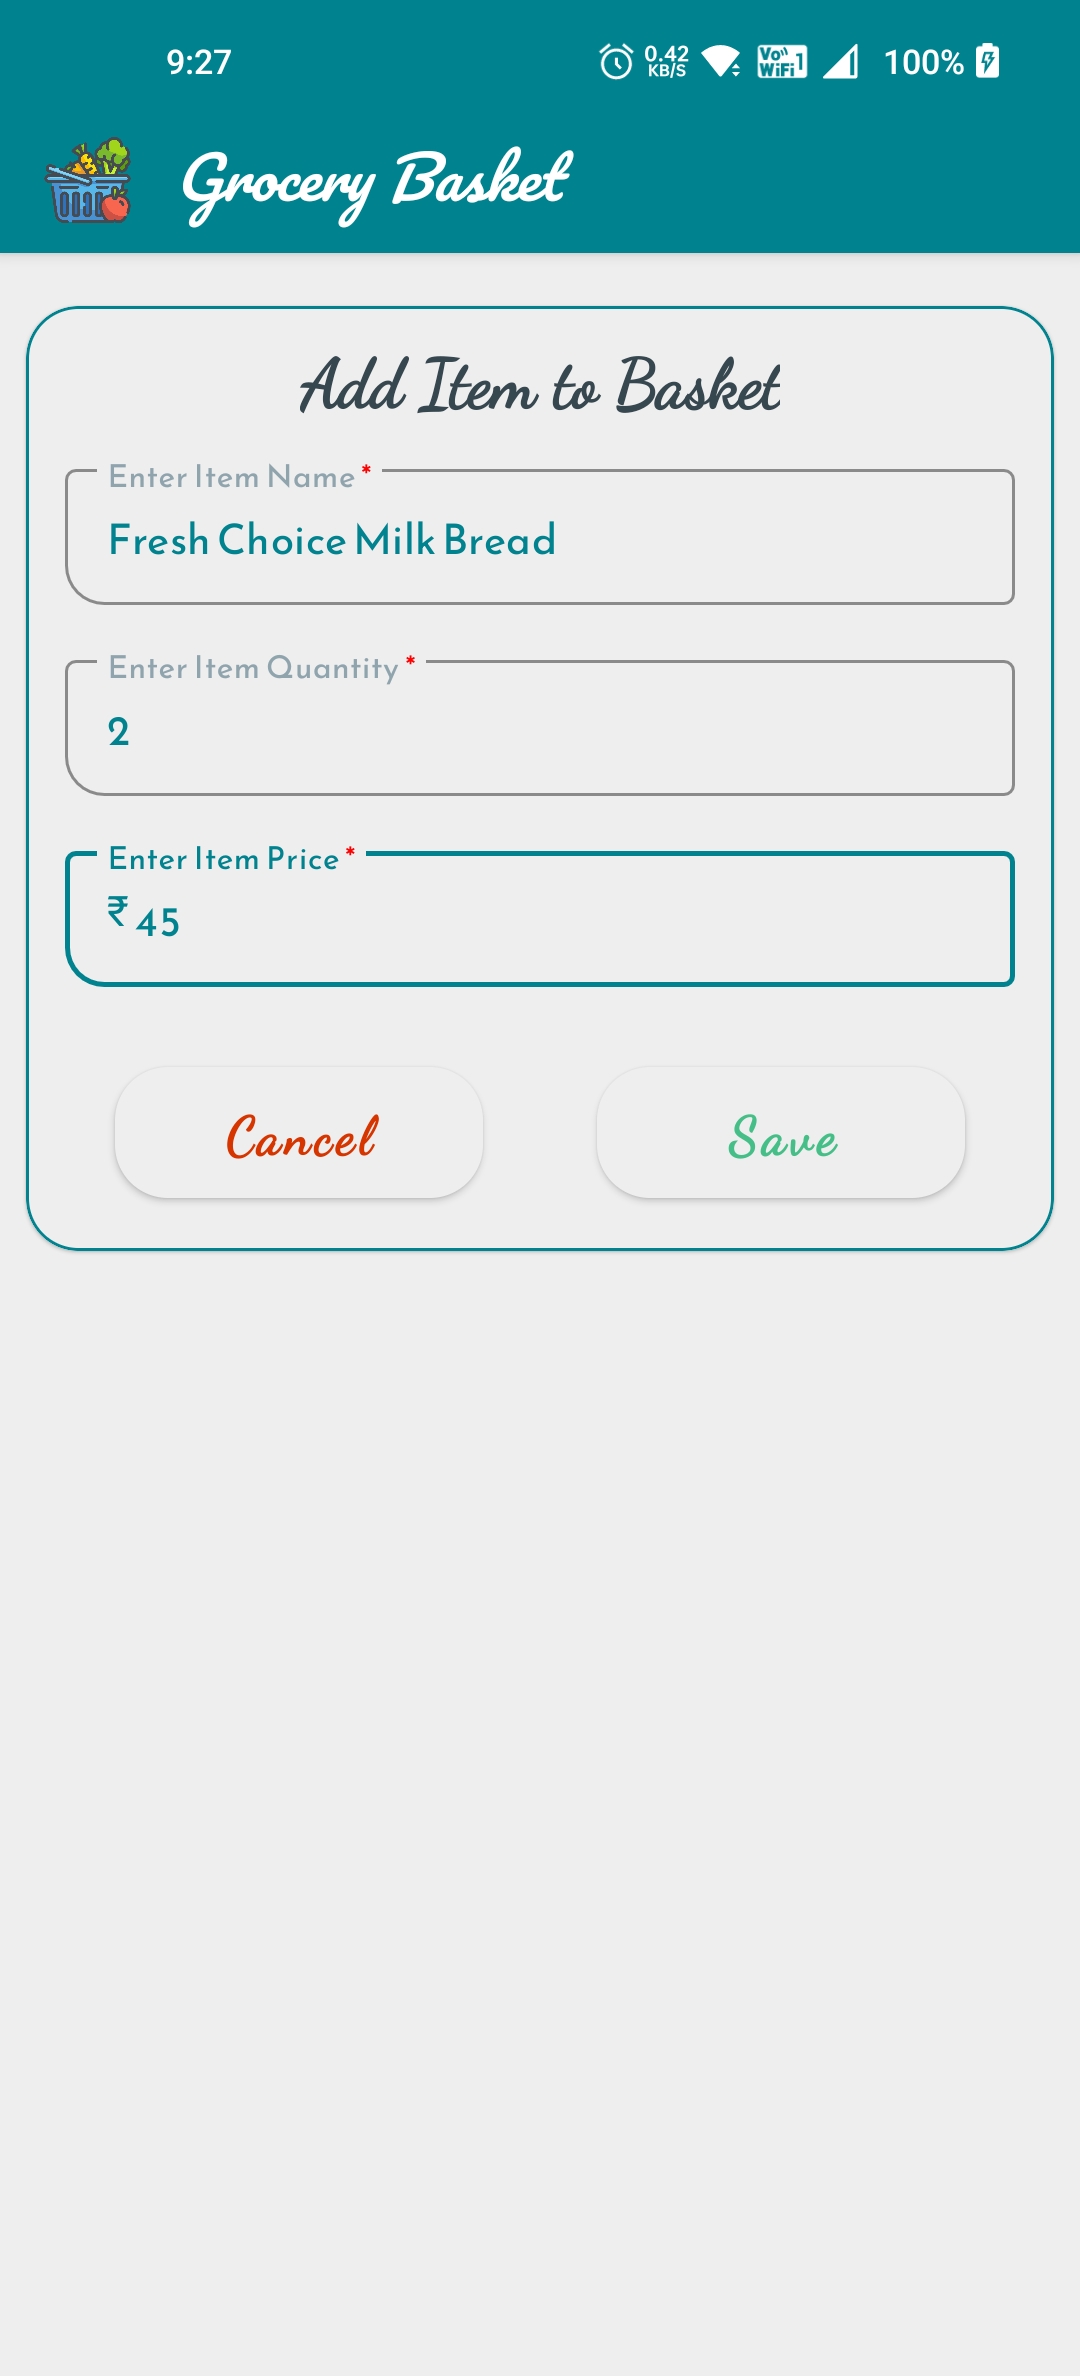 9:27 0.42 KB/S Vo WiFi 1 100%
Grocery Basket
Add Item to Basket
Enter Item Name *
Fresh Choice Milk Bread
Enter Item Quantity *
2
Enter Item Price *
₹ 45
Cancel Save